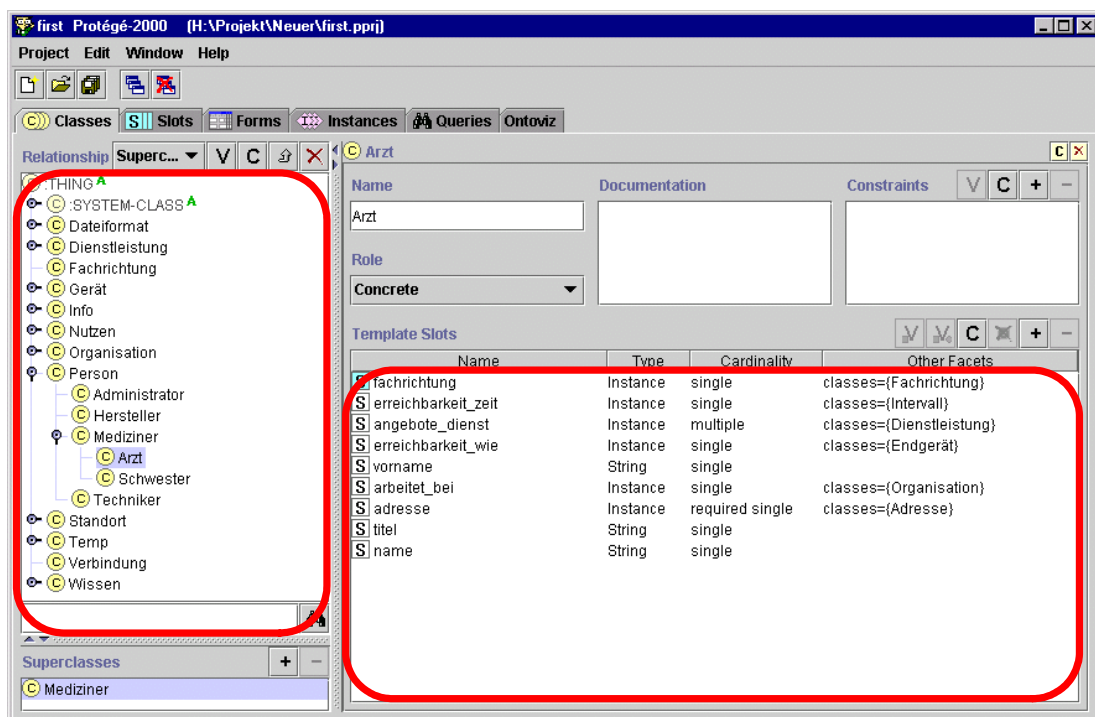 first Protégé-2000 (H:\Projekt\Neuer\first.pprj)
Project Edit Window Help
Classes Slots Forms Instances Queries Ontoviz
Relationship Superc... V C
:THING A
:SYSTEM-CLASS A
Dateiformat
Dienstleistung
Fachrichtung
Gerät
Info
Nutzen
Organisation
Person
Administrator
Hersteller
Mediziner
Arzt
Schwester
Techniker
Standort
Temp
Verbindung
Wissen
Superclasses + −
Mediziner
Arzt C ×
Name Documentation Constraints V C + −
Arzt
Role
Concrete
Template Slots C + −
Name Type Cardinality Other Facets
S fachrichtung Instance single classes={Fachrichtung}
S erreichbarkeit_zeit Instance single classes={Intervall}
S angebote_dienst Instance multiple classes={Dienstleistung}
S erreichbarkeit_wie Instance single classes={Endgerät}
S vorname String single
S arbeitet_bei Instance single classes={Organisation}
S adresse Instance required single classes={Adresse}
S titel String single
S name String single